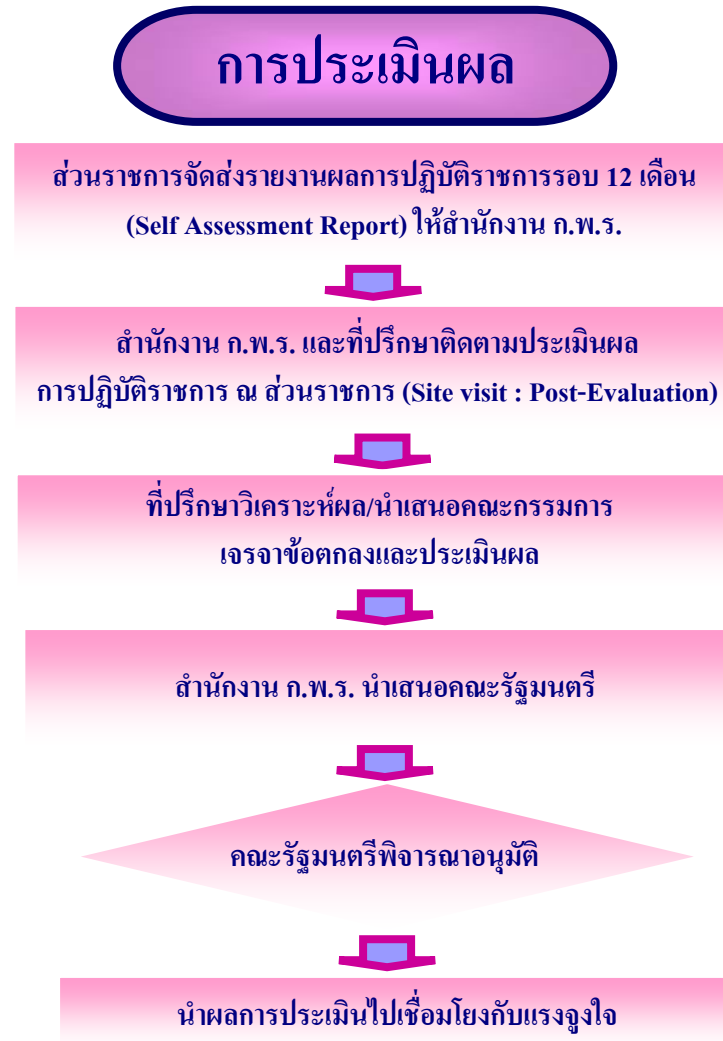 การประเมินผล
ส่วนราชการจัดส่งรายงานผลการปฏิบัติราชการรอบ 12 เดือน
(Self Assessment Report) ให้สำนักงาน ก.พ.ร.
สำนักงาน ก.พ.ร. และที่ปรึกษาติดตามประเมินผล
การปฏิบัติราชการ ณ ส่วนราชการ (Site visit : Post-Evaluation)
ที่ปรึกษาวิเคราะห์ผล/นำเสนอคณะกรรมการ
เจรจาข้อตกลงและประเมินผล
สำนักงาน ก.พ.ร. นำเสนอคณะรัฐมนตรี
คณะรัฐมนตรีพิจารณาอนุมัติ
นำผลการประเมินไปเชื่อมโยงกับแรงจูงใจ